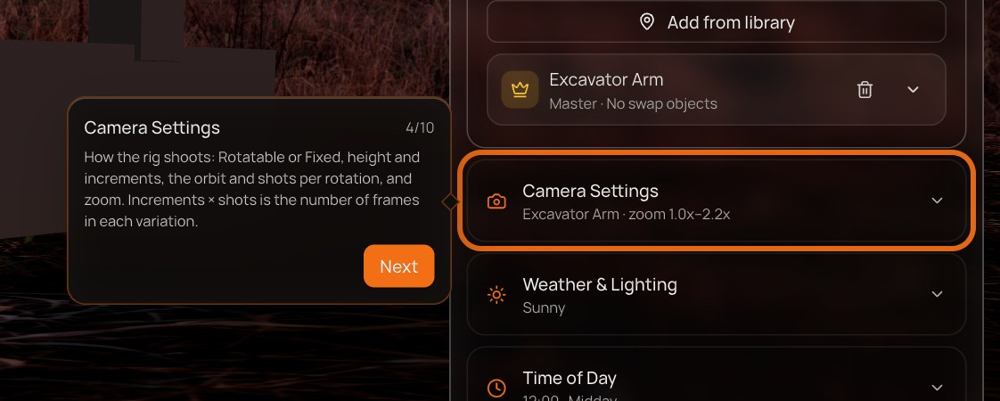 Add from library
Excavator Arm
Master · No swap objects
Camera Settings 4/10
How the rig shoots: Rotatable or Fixed, height and
increments, the orbit and shots per rotation, and
zoom. Increments × shots is the number of frames
in each variation.
Next
Camera Settings
Excavator Arm · zoom 1.0x–2.2x
Weather & Lighting
Sunny
Time of Day
12:00 · Midday